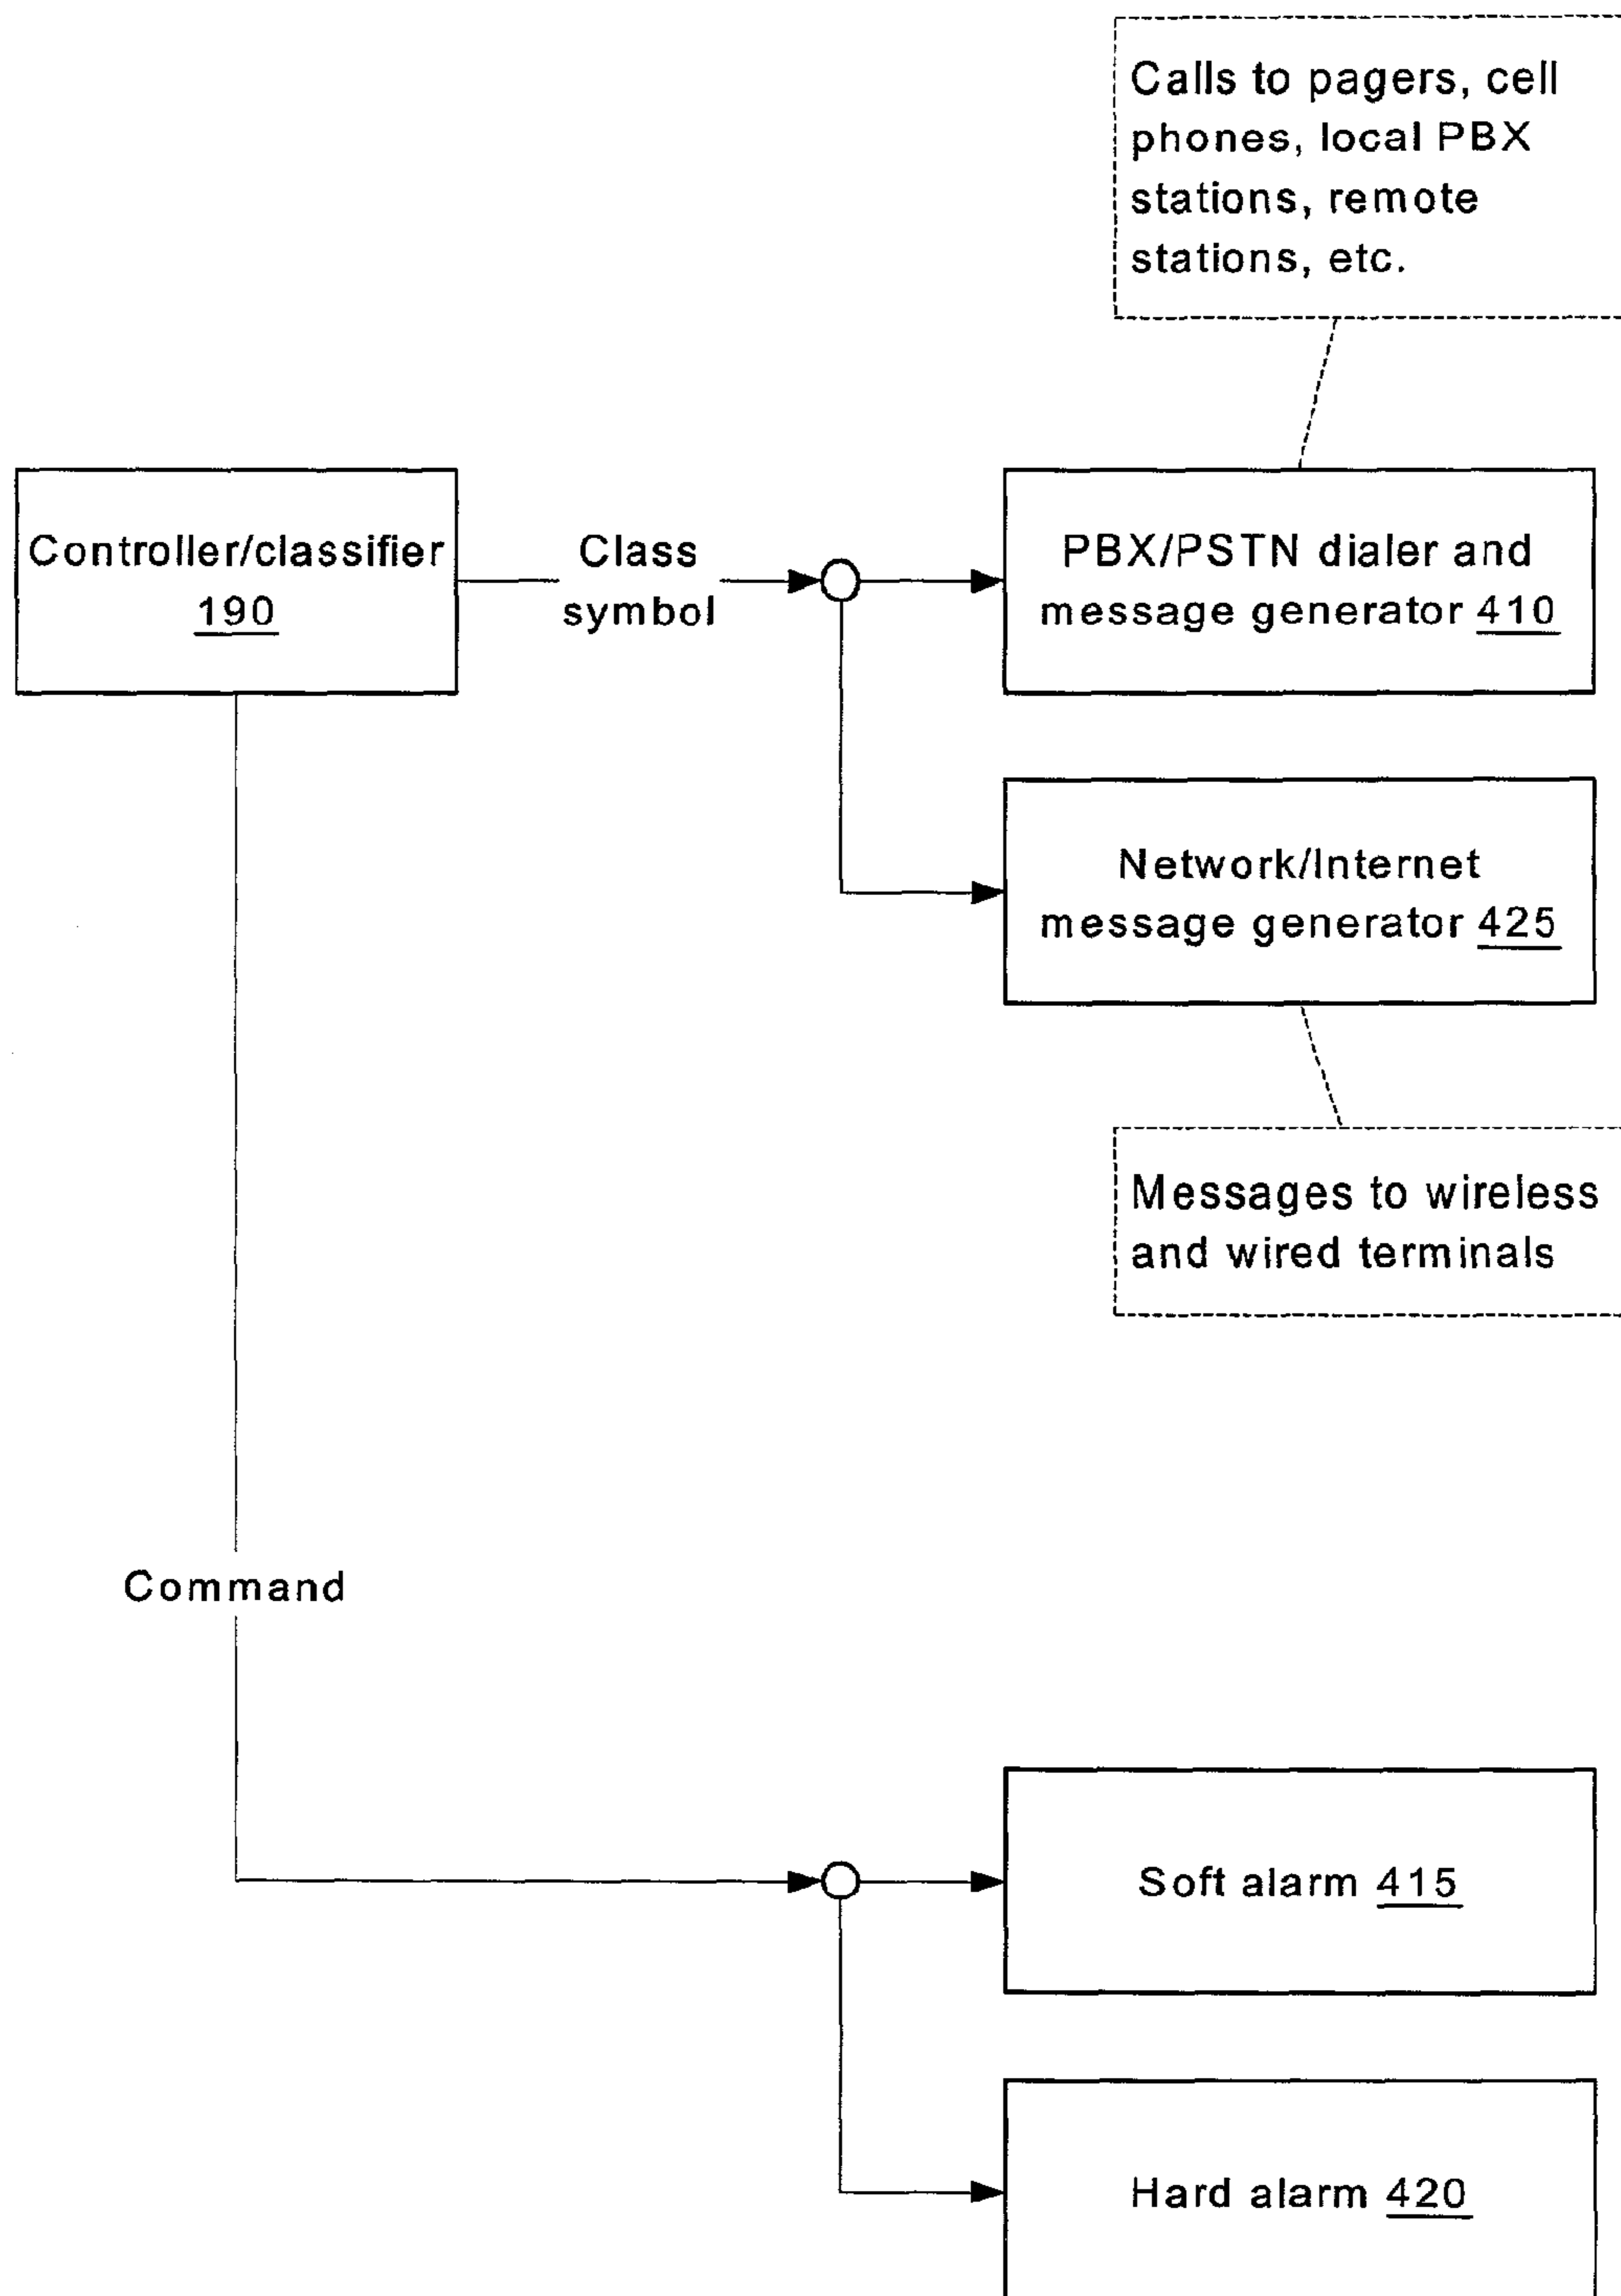 Calls to pagers, cell
phones, local PBX
stations, remote
stations, etc.
Controller/classifier
190
Class
symbol
PBX/PSTN dialer and
message generator 410
Network/Internet
message generator 425
Messages to wireless
and wired terminals
Command
Soft alarm 415
Hard alarm 420